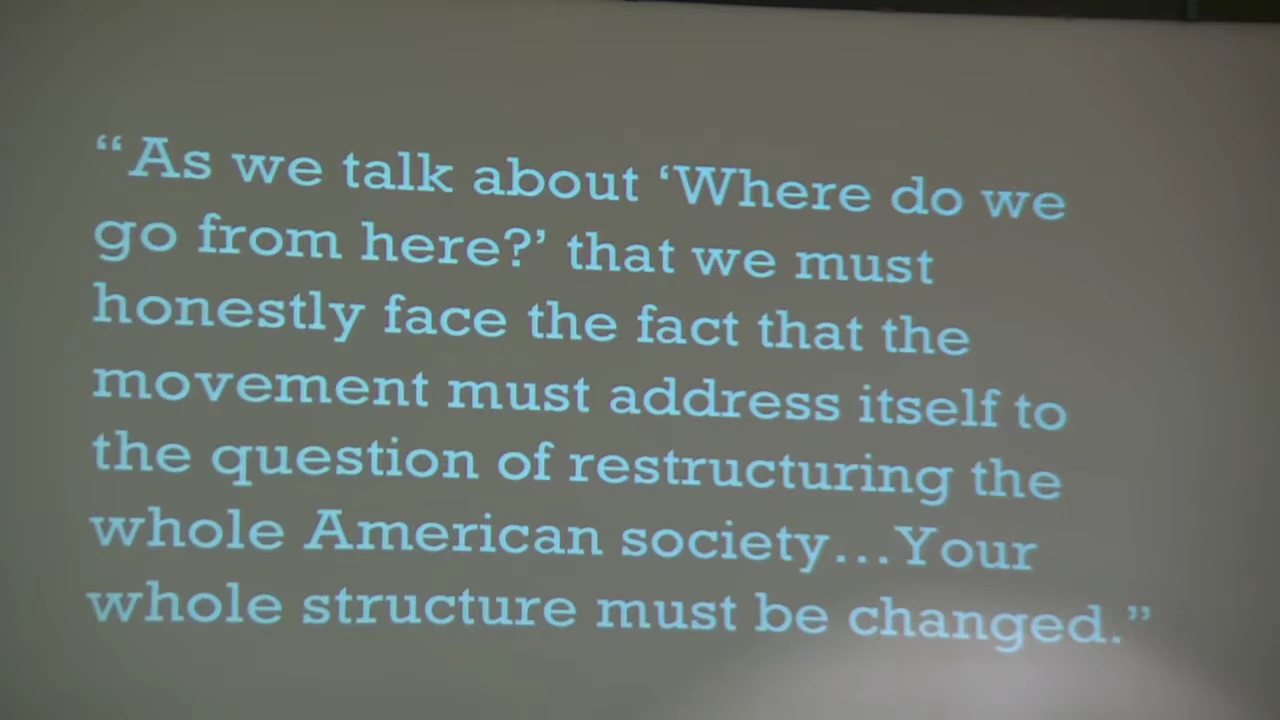 “As we talk about ‘Where do we
go from here?’ that we must
honestly face the fact that the
movement must address itself to
the question of restructuring the
whole American society...Your
whole structure must be changed.”